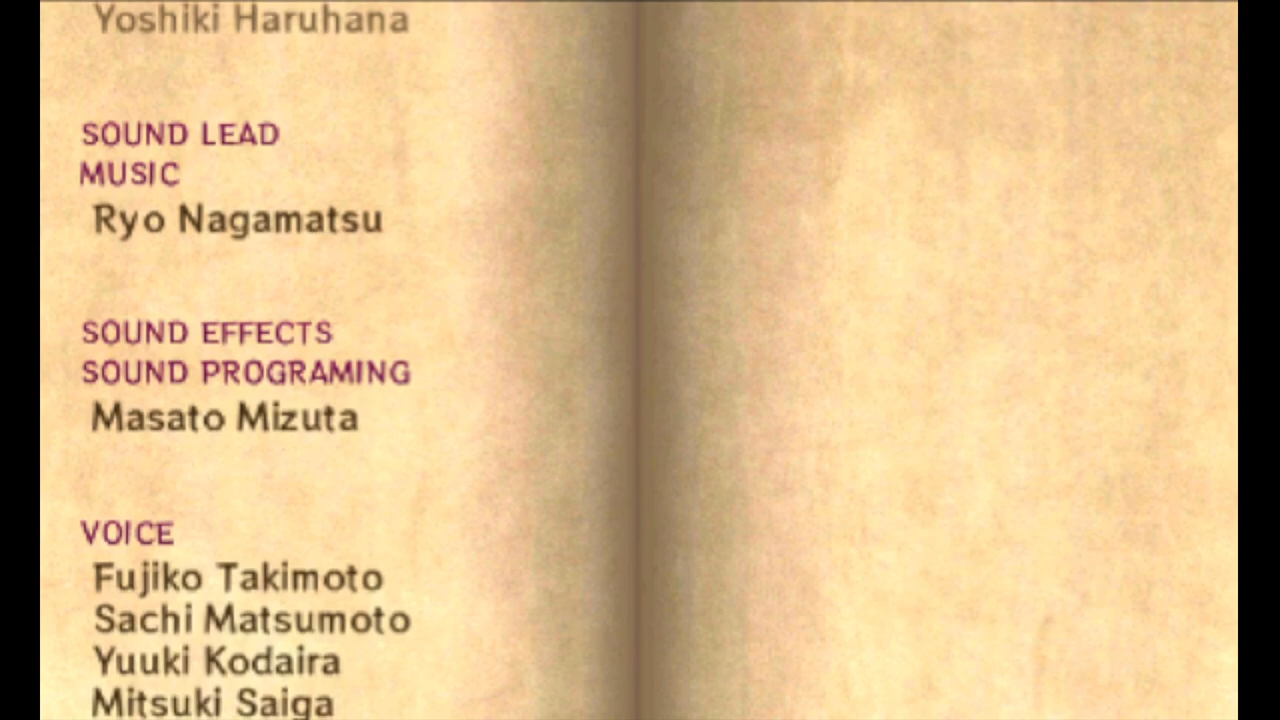 Yoshiki Haruhana
SOUND LEAD
MUSIC
Ryo Nagamatsu
SOUND EFFECTS
SOUND PROGRAMING
Masato Mizuta
VOICE
Fujiko Takimoto
Sachi Matsumoto
Yuuki Kodaira
Mitsuki Saiga